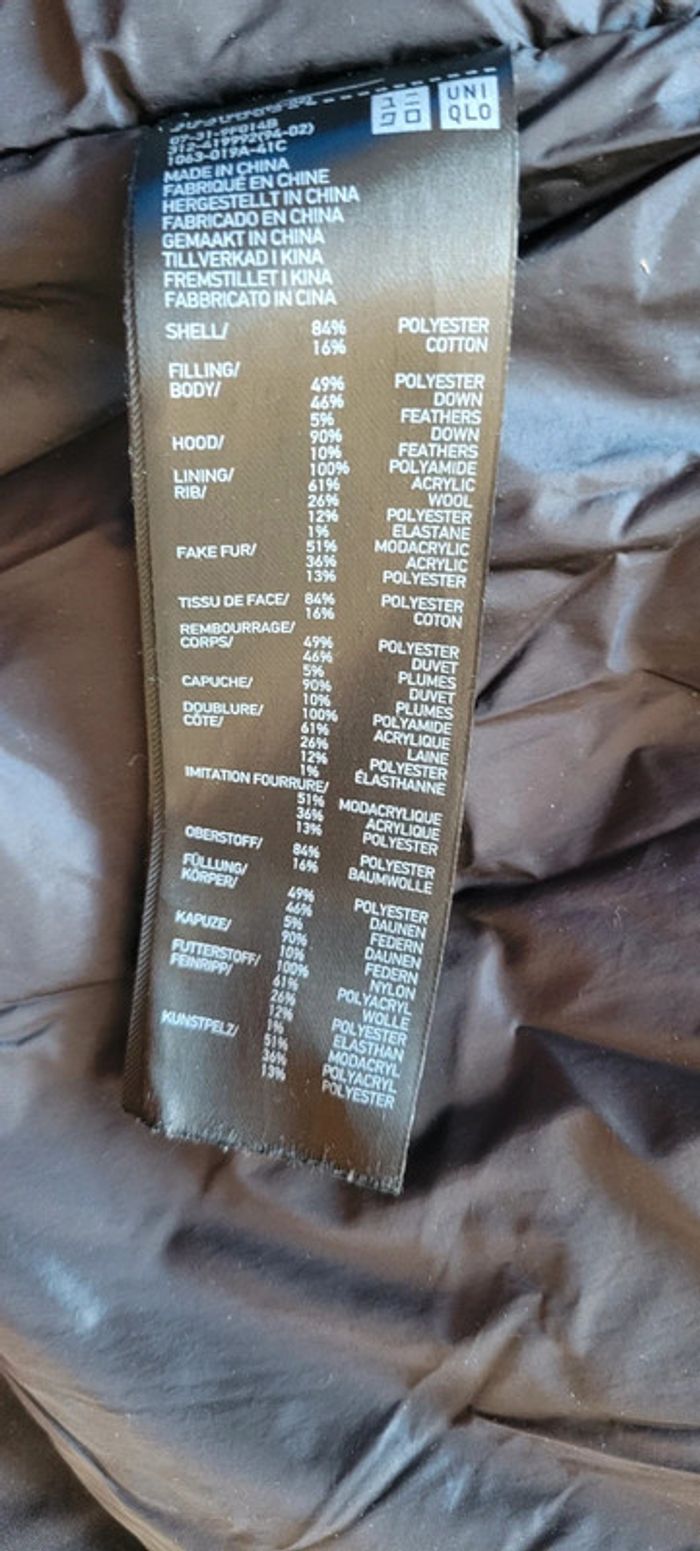 ユニ
クロ
UNI
QLO
07-31-9F014B
312-419993(94-02)
1063-019A-41C
MADE IN CHINA
FABRIQUÉ EN CHINE
HERGESTELLT IN CHINA
FABRICADO EN CHINA
GEMAAKT IN CHINA
TILLVERKAD I KINA
FREMSTILLET I KINA
FABBRICATO IN CINA
SHELL/ 84% POLYESTER
16% COTTON
FILLING/
BODY/ 49% POLYESTER
46% DOWN
5% FEATHERS
HOOD/ 90% DOWN
10% FEATHERS
LINING/ 100% POLYAMIDE
RIB/ 61% ACRYLIC
26% WOOL
12% POLYESTER
1% ELASTANE
FAKE FUR/ 51% MODACRYLIC
36% ACRYLIC
13% POLYESTER
TISSU DE FACE/ 84% POLYESTER
16% COTON
REMBOURRAGE/
CORPS/ 49% POLYESTER
46% DUVET
5% PLUMES
CAPUCHE/ 90% DUVET
10% PLUMES
DOUBLURE/ 100% POLYAMIDE
CÔTE/ 61% ACRYLIQUE
26% LAINE
12% POLYESTER
1% ÉLASTHANNE
IMITATION FOURRURE/
51% MODACRYLIQUE
36% ACRYLIQUE
13% POLYESTER
OBERSTOFF/ 84% POLYESTER
16% BAUMWOLLE
FÜLLUNG/
KÖRPER/ 49% POLYESTER
46% DAUNEN
5% FEDERN
KAPUZE/ 90% DAUNEN
10% FEDERN
FUTTERSTOFF/ 100% NYLON
FEINRIPP/ 61% POLYACRYL
26% WOLLE
12% POLYESTER
1% ELASTHAN
KUNSTPELZ/ 51% MODACRYL
36% POLYACRYL
13% POLYESTER